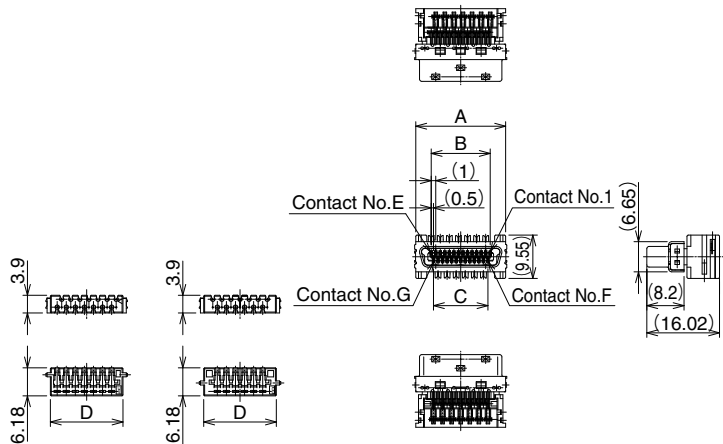 A
B
(1)
(0.5)
Contact No.E
Contact No.1
(6.65)
(9.55)
Contact No.G
C
Contact No.F
(8.2)
(16.02)
3.9
3.9
6.18
D
6.18
D